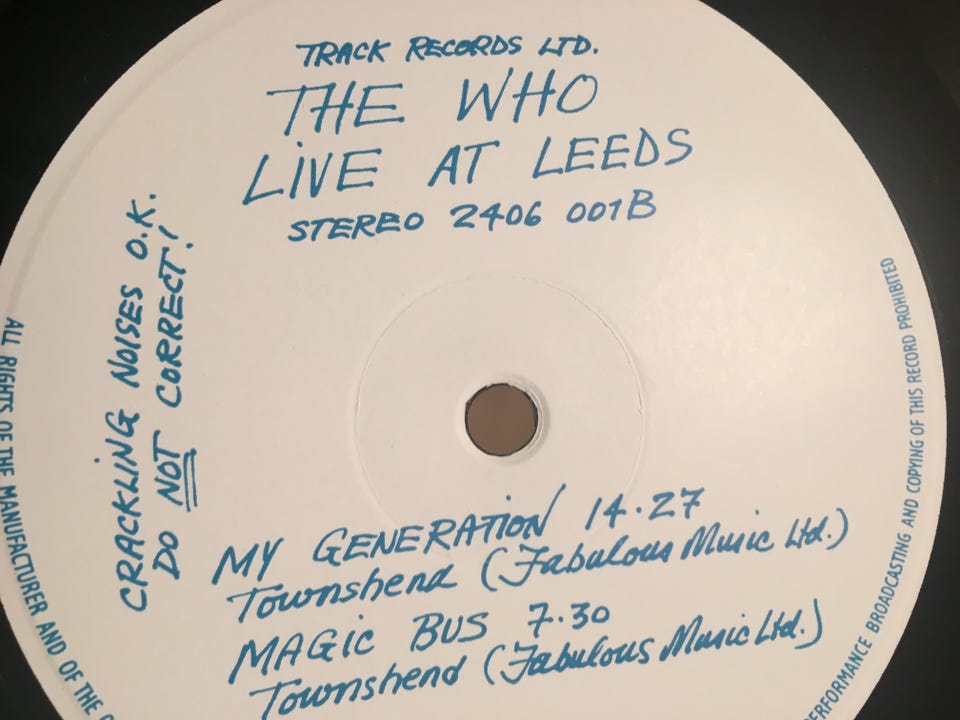 TRACK RECORDS LTD.
THE WHO
LiVE AT LEEDS
STEREO 2406 001B
CRACKLiNG NOiSES O.K.
DO NOT CORRECT!
MY GENERATiON 14·27
Townshend (Fabulous Music Ltd.)
MAGiC BUS 7·30
Townshend (Fabulous Music Ltd.)
ALL RIGHTS OF THE MANUFACTURER AND OF THE
PERFORMANCE BROADCASTING AND COPYING OF THIS RECORD PROHIBITED